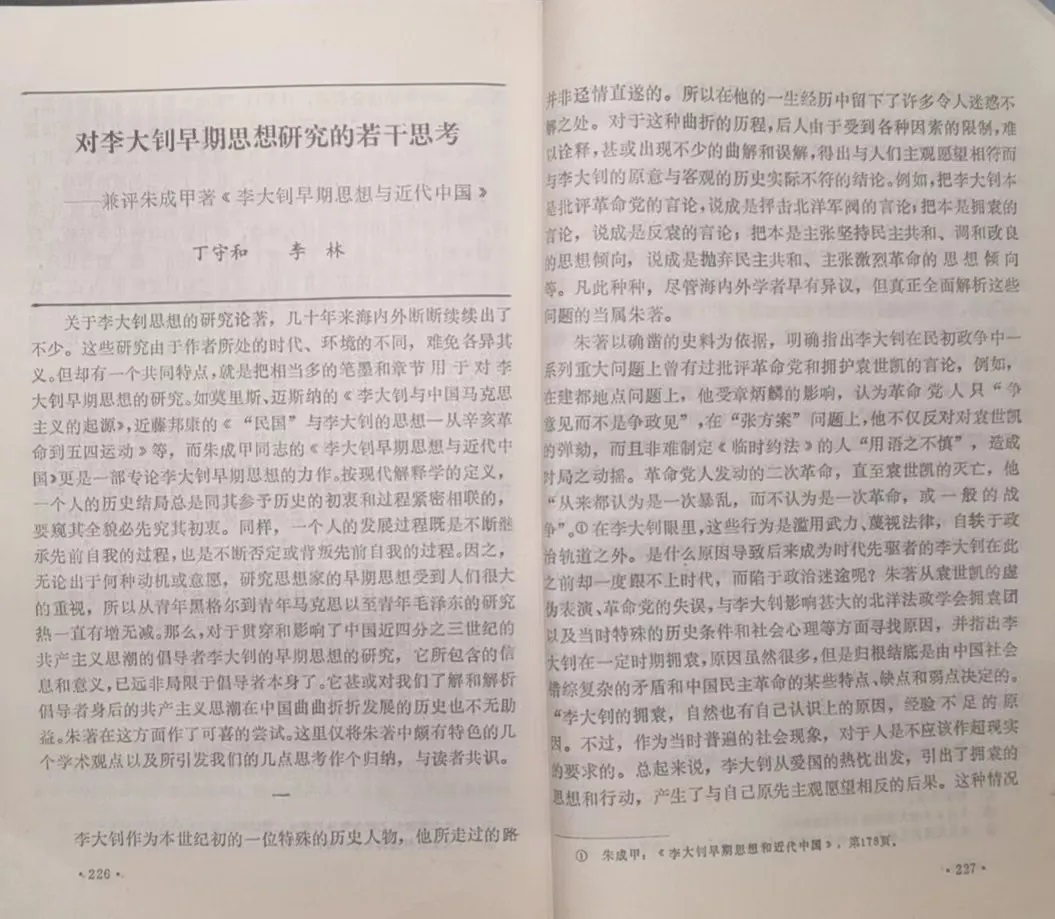 对李大钊早期思想研究的若干思考
——兼评朱成甲著《李大钊早期思想与近代中国》
丁守和　李　林
关于李大钊思想的研究论著，几十年来海内外断断续续出了
不少。这些研究由于作者所处的时代、环境的不同，难免各异其
义。但却有一个共同特点，就是把相当多的笔墨和章节用于对李
大钊早期思想的研究。如莫里斯、迈斯纳的《李大钊与中国马克思
主义的起源》，近藤邦康的《“民国”与李大钊的思想—从辛亥革
命到五四运动》等，而朱成甲同志的《李大钊早期思想与近代中
国》更是一部专论李大钊早期思想的力作。按现代解释学的定义，
一个人的历史结局总是同其参予历史的初衷和过程紧密相联的，
要窥其全貌必先究其初衷。同样，一个人的发展过程既是不断继
承先前自我的过程，也是不断否定或背叛先前自我的过程。因之，
无论出于何种动机或意愿，研究思想家的早期思想受到人们很大
的重视，所以从青年黑格尔到青年马克思以至青年毛泽东的研究
热一直有增无减。那么，对于贯穿和影响了中国近四分之三世纪的
共产主义思潮的倡导者李大钊的早期思想的研究，它所包含的信
息和意义，已远非局限于倡导者本身了。它甚或对我们了解和解析
倡导者身后的共产主义思潮在中国曲曲折折发展的历史也不无助
益。朱著在这方面作了可喜的尝试。这里仅将朱著中颇有特色的几
个学术观点以及所引发我们的几点思考作个归纳，与读者共识。
一
李大钊作为本世纪初的一位特殊的历史人物，他所走过的路
·226·
并非迳情直遂的。所以在他的一生经历中留下了许多令人迷惑不
解之处。对于这种曲折的历程，后人由于受到各种因素的限制，难
以诠释，甚或出现不少的曲解和误解，得出与人们主观愿望相符而
与李大钊的原意与客观的历史实际不符的结论。例如，把李大钊本
是批评革命党的言论，说成是抨击北洋军阀的言论；把本是拥袁的
言论，说成是反袁的言论；把本是主张坚持民主共和、调和改良
的思想倾向，说成是抛弃民主共和、主张激烈革命的思想倾向
等。凡此种种，尽管海内外学者早有异议，但真正全面解析这些
问题的当属朱著。
朱著以确凿的史料为依据，明确指出李大钊在民初政争中一
系列重大问题上曾有过批评革命党和拥护袁世凯的言论，例如，
在建都地点问题上，他受章炳麟的影响，认为革命党人只“争
意见而不是争政见”，在“张方案”问题上，他不仅反对对袁世凯
的弹劾，而且非难制定《临时约法》的人“用语之不慎”，造成
时局之动摇。革命党人发动的二次革命，直至袁世凯的灭亡，他
“从来都认为是一次暴乱，而不认为是一次革命，或一般的战
争”。①在李大钊眼里，这些行为是滥用武力、蔑视法律，自轶于政
治轨道之外。是什么原因导致后来成为时代先驱者的李大钊在此
之前却一度跟不上时代，而陷于政治迷途呢？朱著从袁世凯的虚
伪表演、革命党的失误，与李大钊影响甚大的北洋法政学会拥袁团
以及当时特殊的历史条件和社会心理等方面寻找原因，并指出李
大钊在一定时期拥袁，原因虽然很多，但是归根结底是由中国社会
错综复杂的矛盾和中国民主革命的某些特点、缺点和弱点决定的。
“李大钊的拥袁，自然也有自己认识上的原因，经验不足的原
因。不过，作为当时普遍的社会现象，对于人是不应该作超现实
的要求的。总起来说，李大钊从爱国的热忱出发，引出了拥袁的
思想和行动，产生了与自己原先主观愿望相反的后果。这种情况
① 朱成甲：《李大钊早期思想和近代中国》，第179页。
·227·